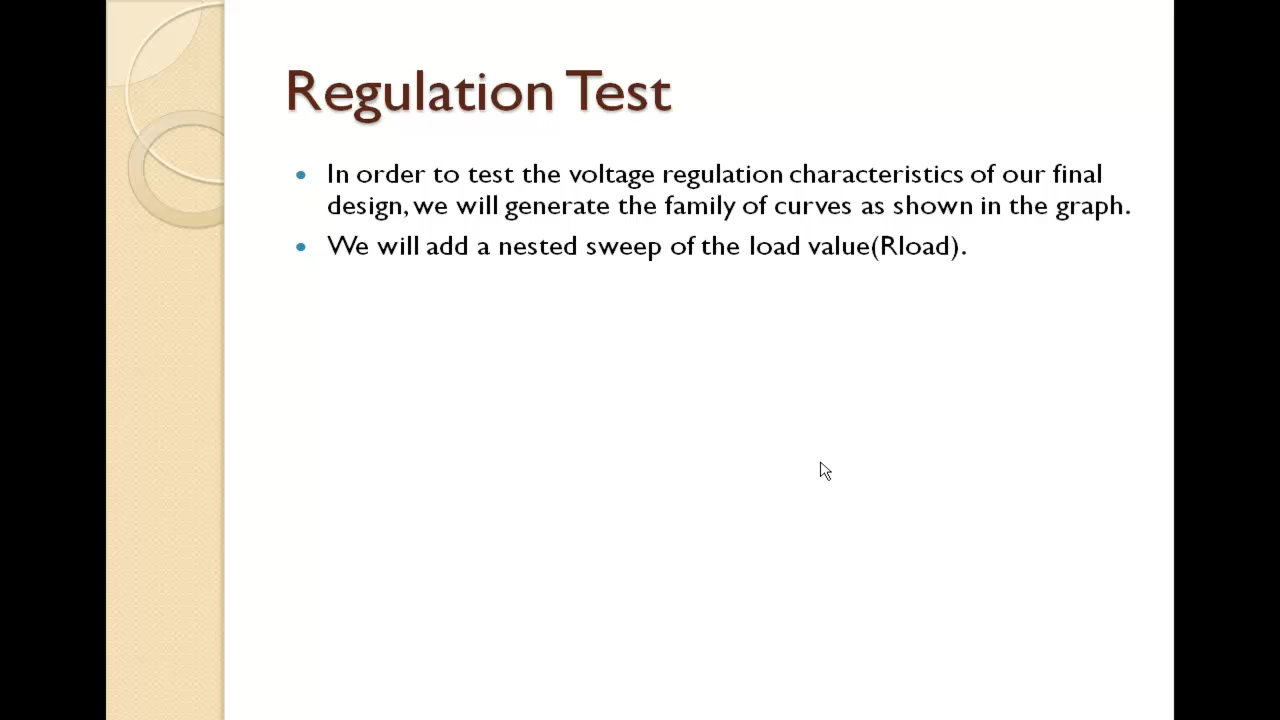 Regulation Test
In order to test the voltage regulation characteristics of our final
design, we will generate the family of curves as shown in the graph.
We will add a nested sweep of the load value(Rload).